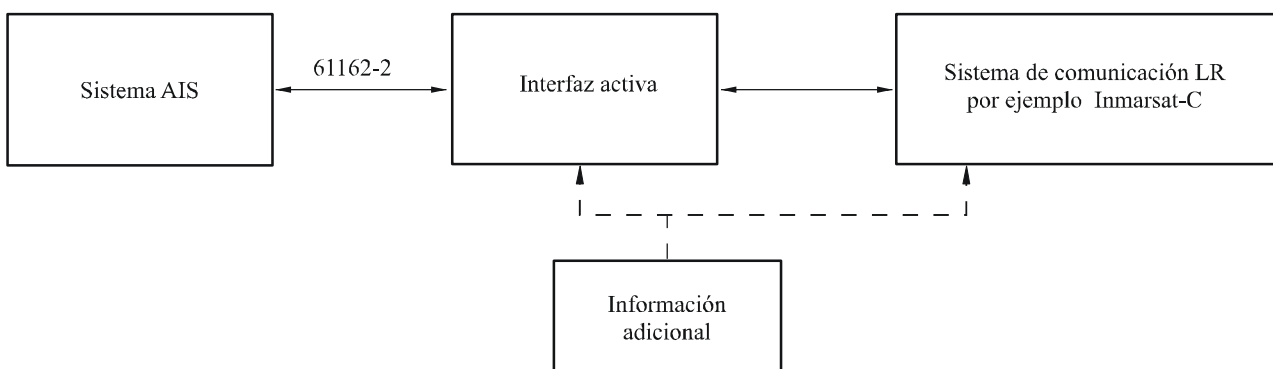 Sistema AIS
61162-2
Interfaz activa
Sistema de comunicación LR
por ejemplo Inmarsat-C
Información
adicional